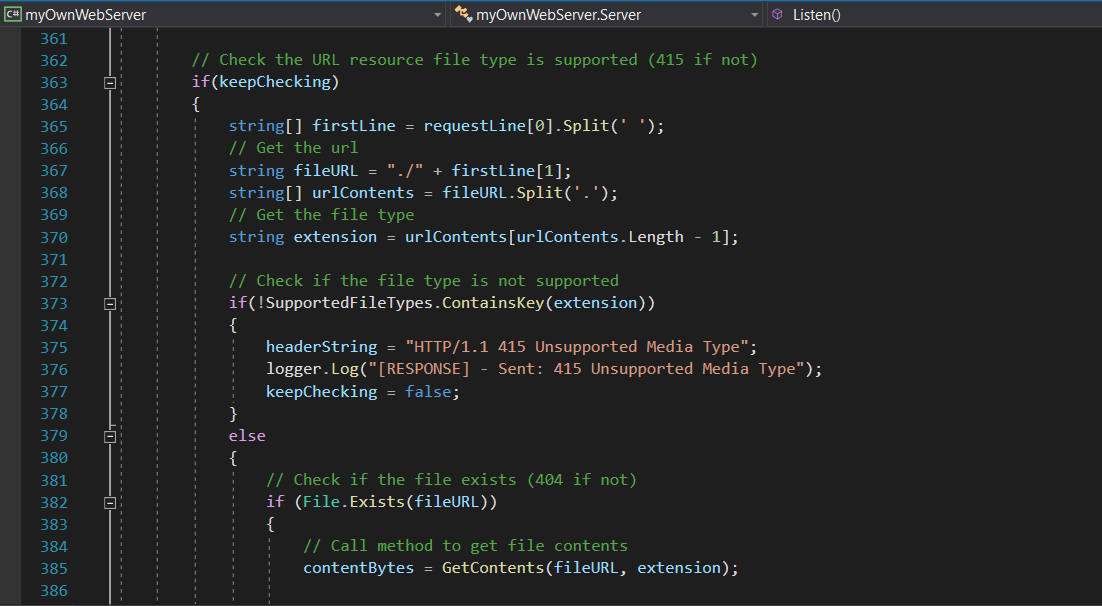 C# myOwnWebServer myOwnWebServer.Server Listen()
361
362 // Check the URL resource file type is supported (415 if not)
363 if(keepChecking)
364 {
365 string[] firstLine = requestLine[0].Split(' ');
366 // Get the url
367 string fileURL = "./" + firstLine[1];
368 string[] urlContents = fileURL.Split('.');
369 // Get the file type
370 string extension = urlContents[urlContents.Length - 1];
371
372 // Check if the file type is not supported
373 if(!SupportedFileTypes.ContainsKey(extension))
374 {
375 headerString = "HTTP/1.1 415 Unsupported Media Type";
376 logger.Log("[RESPONSE] - Sent: 415 Unsupported Media Type");
377 keepChecking = false;
378 }
379 else
380 {
381 // Check if the file exists (404 if not)
382 if (File.Exists(fileURL))
383 {
384 // Call method to get file contents
385 contentBytes = GetContents(fileURL, extension);
386